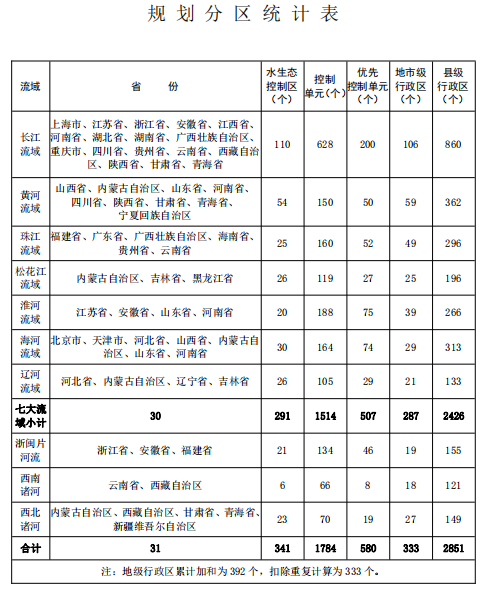 规划分区统计表
流域 省份 水生态控制区（个） 控制单元（个） 优先控制单元（个） 地市级行政区（个） 县级行政区（个）
长江流域 上海市、江苏省、浙江省、安徽省、江西省、河南省、湖北省、湖南省、广西壮族自治区、重庆市、四川省、贵州省、云南省、西藏自治区、陕西省、甘肃省、青海省 110 628 200 106 860
黄河流域 山西省、内蒙古自治区、山东省、河南省、四川省、陕西省、甘肃省、青海省、宁夏回族自治区 54 150 50 59 362
珠江流域 福建省、广东省、广西壮族自治区、海南省、贵州省、云南省 25 160 52 49 296
松花江流域 内蒙古自治区、吉林省、黑龙江省 26 119 27 25 196
淮河流域 江苏省、安徽省、山东省、河南省 20 188 75 39 266
海河流域 北京市、天津市、河北省、山西省、内蒙古自治区、山东省、河南省 30 164 74 29 313
辽河流域 河北省、内蒙古自治区、辽宁省、吉林省 26 105 29 21 133
七大流域小计 30 291 1514 507 287 2426
浙闽片河流 浙江省、安徽省、福建省 21 134 46 19 155
西南诸河 云南省、西藏自治区 6 66 8 18 121
西北诸河 内蒙古自治区、西藏自治区、甘肃省、青海省、新疆维吾尔自治区 23 70 19 27 149
合计 31 341 1784 580 333 2851
注：地级行政区累计加和为 392 个，扣除重复计算为 333 个。